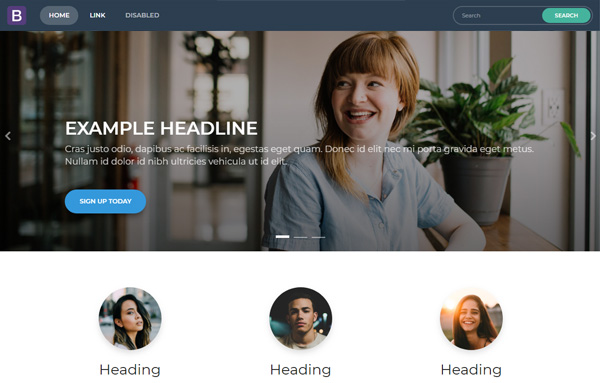 B
HOME
LINK
DISABLED
Search
SEARCH
EXAMPLE HEADLINE
Cras justo odio, dapibus ac facilisis in, egestas eget quam. Donec id elit nec mi porta gravida eget metus.
Nullam id dolor id nibh ultricies vehicula ut id elit.
SIGN UP TODAY
Heading
Heading
Heading